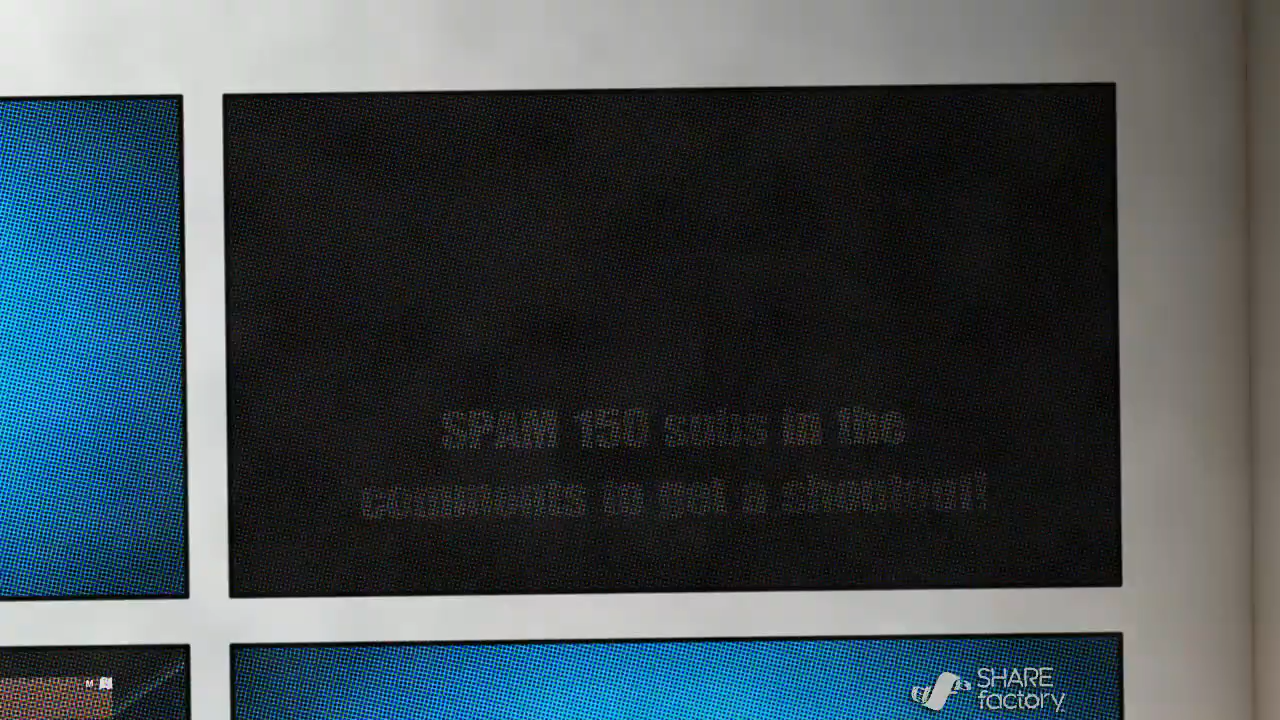 SPAM 150 subs in the
comments to get a shoutout!
M
SHARE
factory